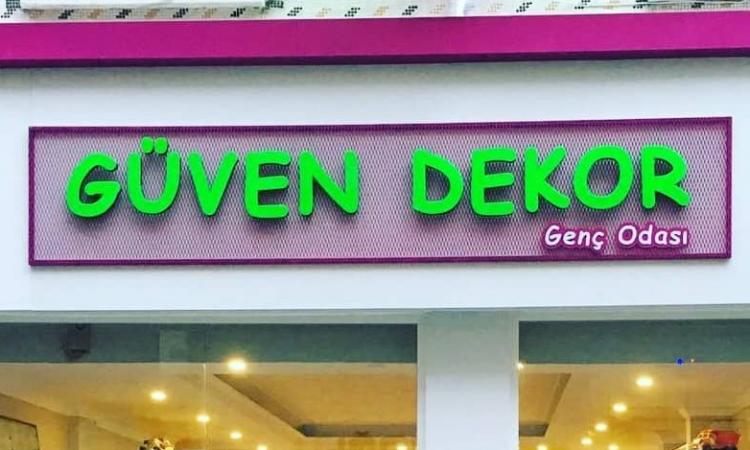 GÜVEN DEKOR
Genç Odası